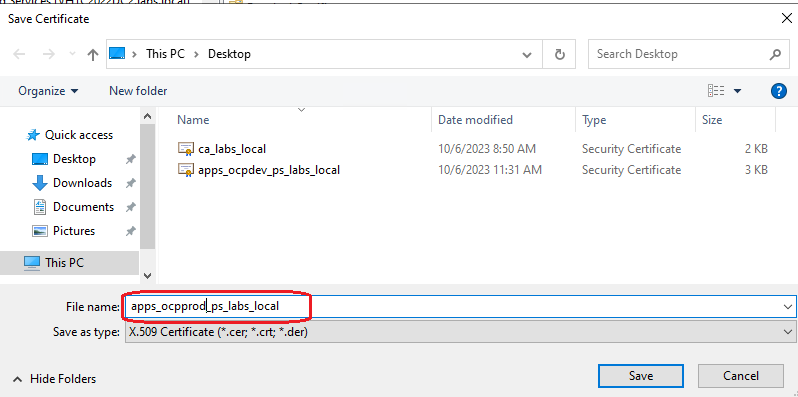 Save Certificate
This PC > Desktop
Search Desktop
Organize
New folder
Quick access
Desktop
Downloads
Documents
Pictures
This PC
Name Date modified Type Size
ca_labs_local 10/6/2023 8:50 AM Security Certificate 2 KB
apps_ocpdev_ps_labs_local 10/6/2023 11:31 AM Security Certificate 3 KB
File name: apps_ocpprod_ps_labs_local
Save as type: X.509 Certificate (*.cer; *.crt; *.der)
Hide Folders
Save
Cancel